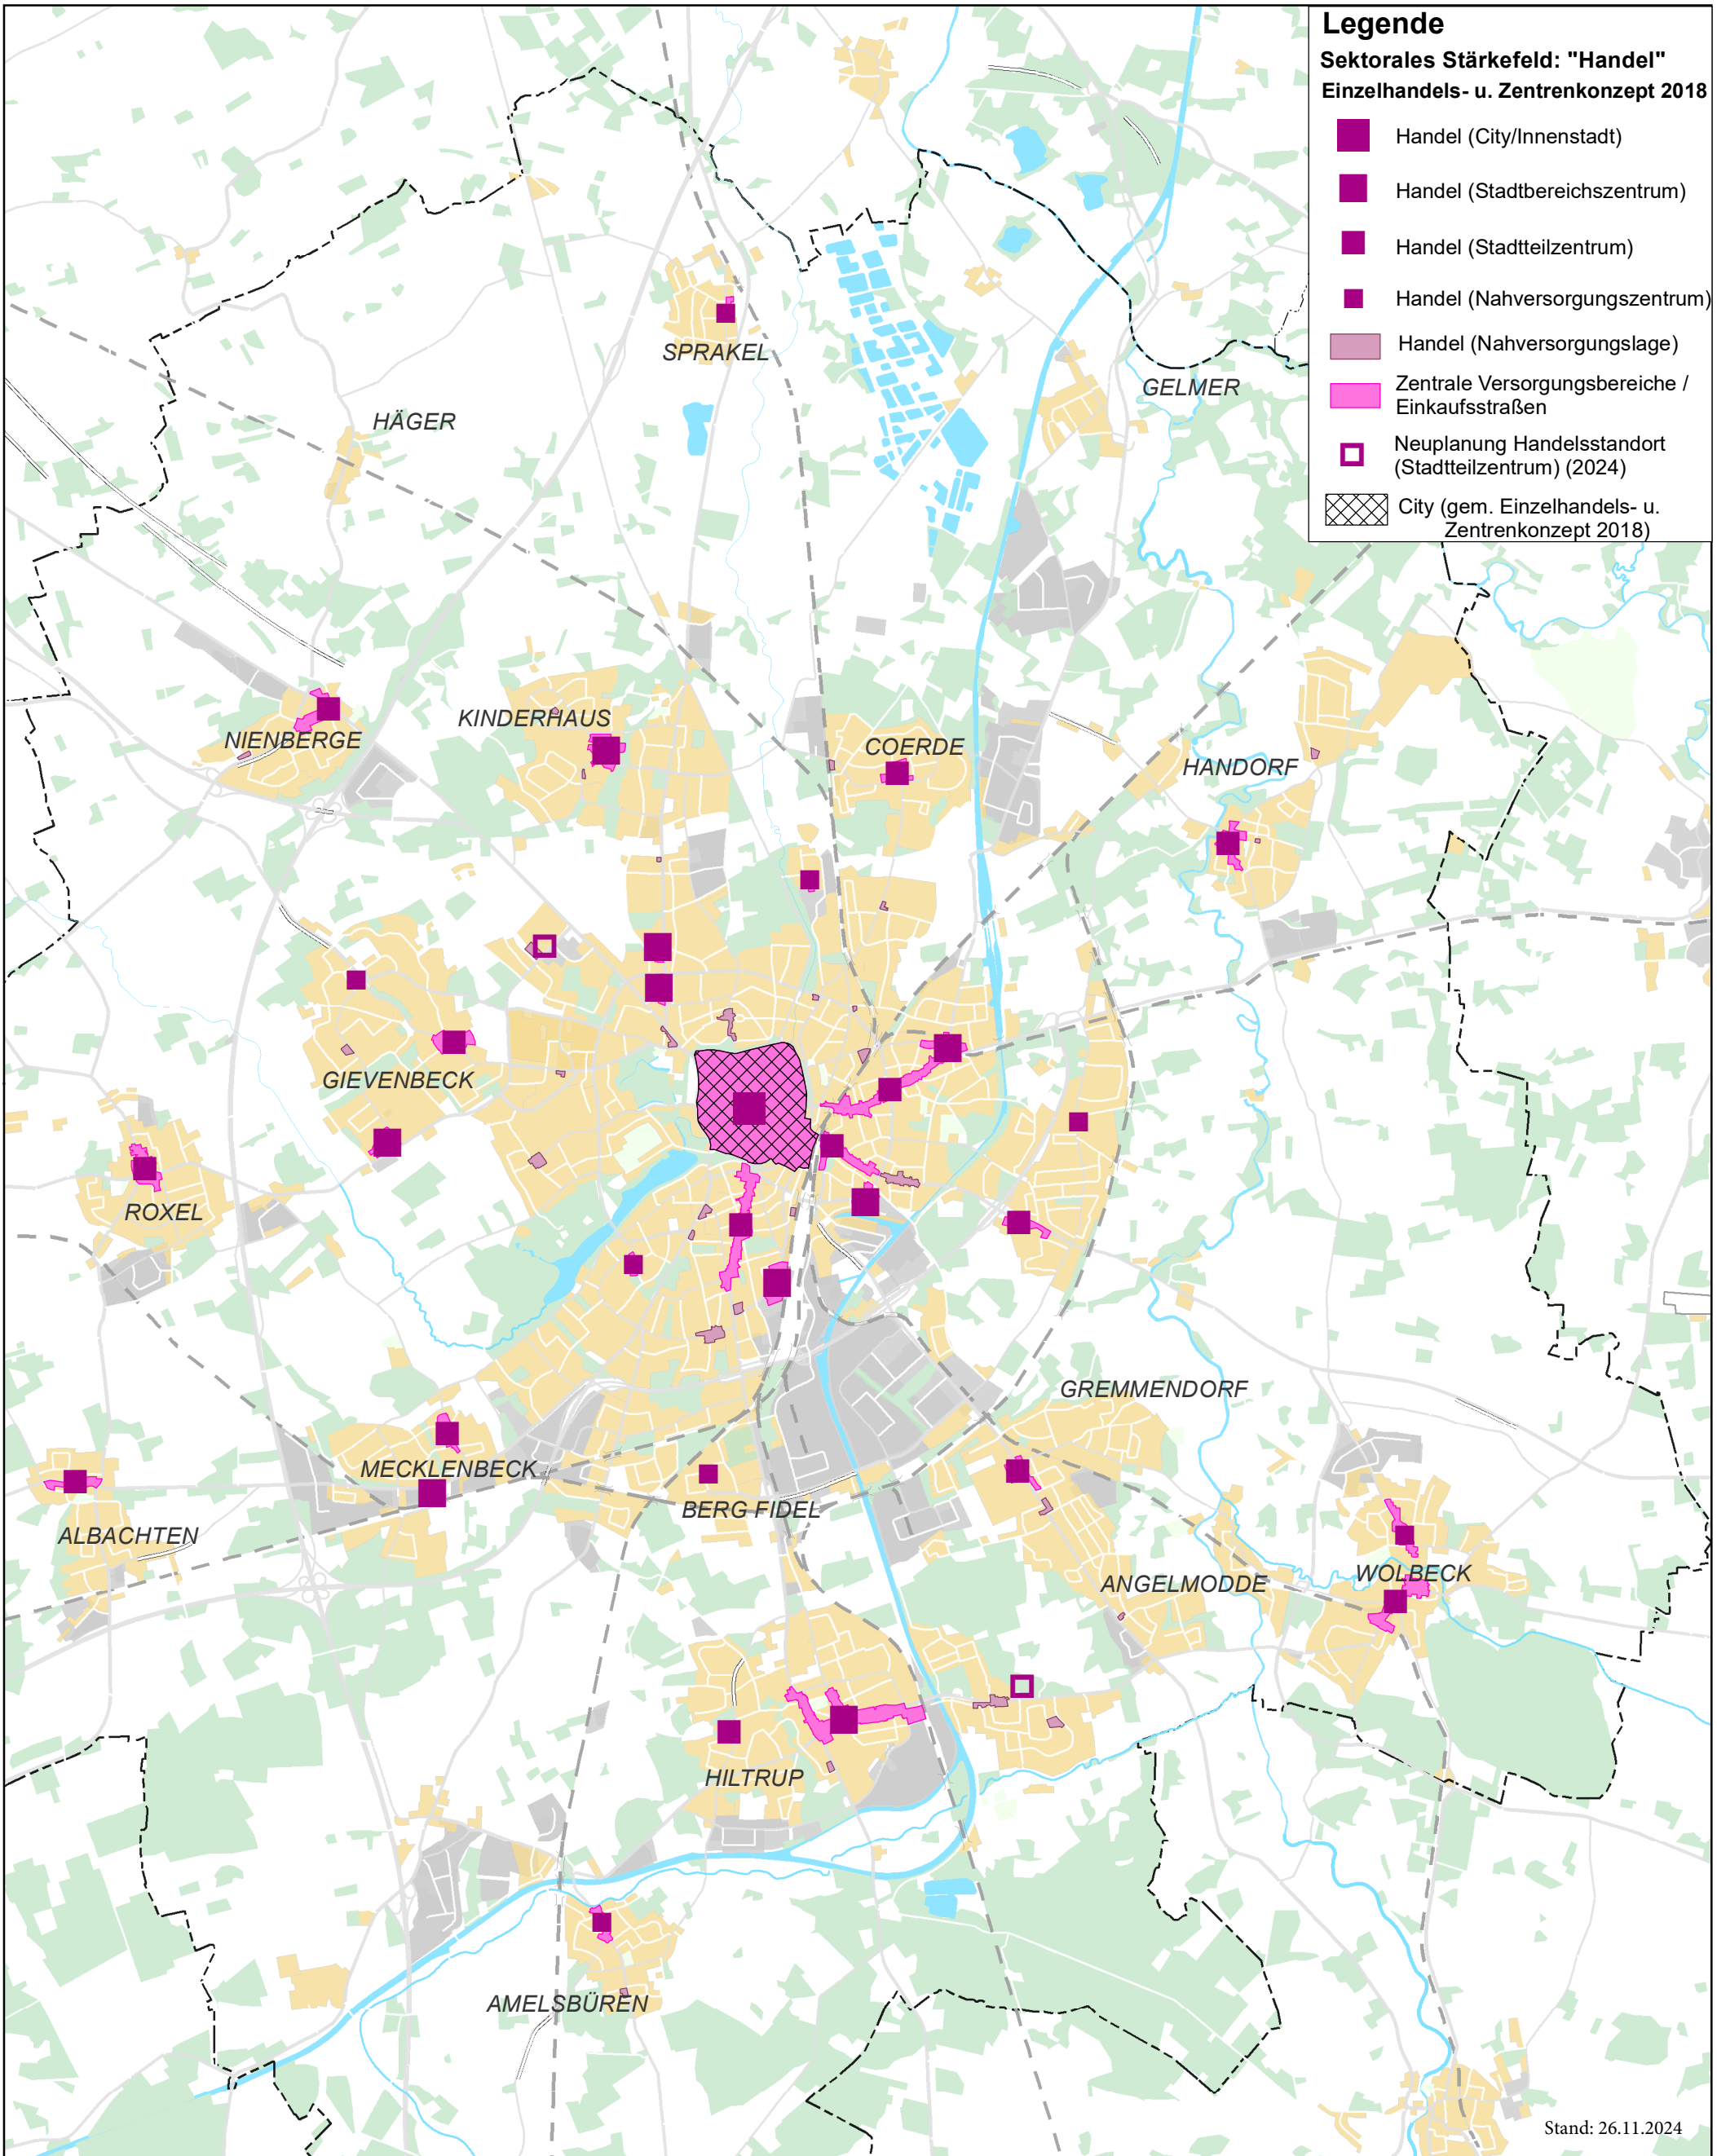 Legende
Sektorales Stärkefeld: "Handel"
Einzelhandels- u. Zentrenkonzept 2018
Handel (City/Innenstadt)
Handel (Stadtbereichszentrum)
Handel (Stadtteilzentrum)
Handel (Nahversorgungszentrum)
Handel (Nahversorgungslage)
Zentrale Versorgungsbereiche /
Einkaufsstraßen
Neuplanung Handelsstandort
(Stadtteilzentrum) (2024)
City (gem. Einzelhandels- u.
Zentrenkonzept 2018)
SPRAKEL
GELMER
HÄGER
KINDERHAUS
NIENBERGE
COERDE
HANDORF
GIEVENBECK
ROXEL
GREMMENDORF
MECKLENBECK
BERG FIDEL
ALBACHTEN
WOLBECK
ANGELMODDE
HILTRUP
AMELSBÜREN
Stand: 26.11.2024